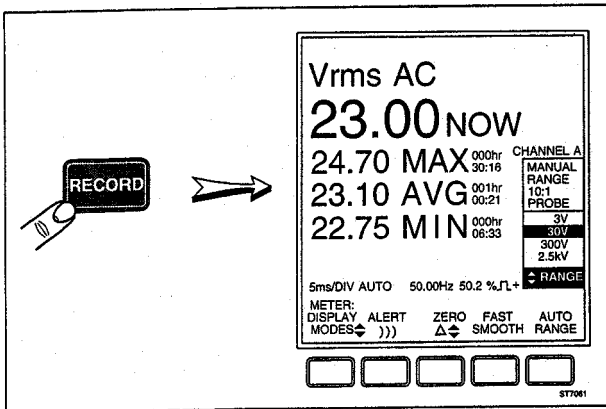 RECORD
Vrms AC
23.00 NOW
24.70 MAX 000hr 30:16
23.10 AVG 001hr 00:21
22.75 MIN 000hr 06:33
CHANNEL A
MANUAL
RANGE
10:1
PROBE
3V
30V
300V
2.5kV
RANGE
5ms/DIV AUTO 50.00Hz 50.2 %⎍+
METER:
DISPLAY ALERT ZERO FAST AUTO
MODES ))) Δ SMOOTH RANGE
ST7061